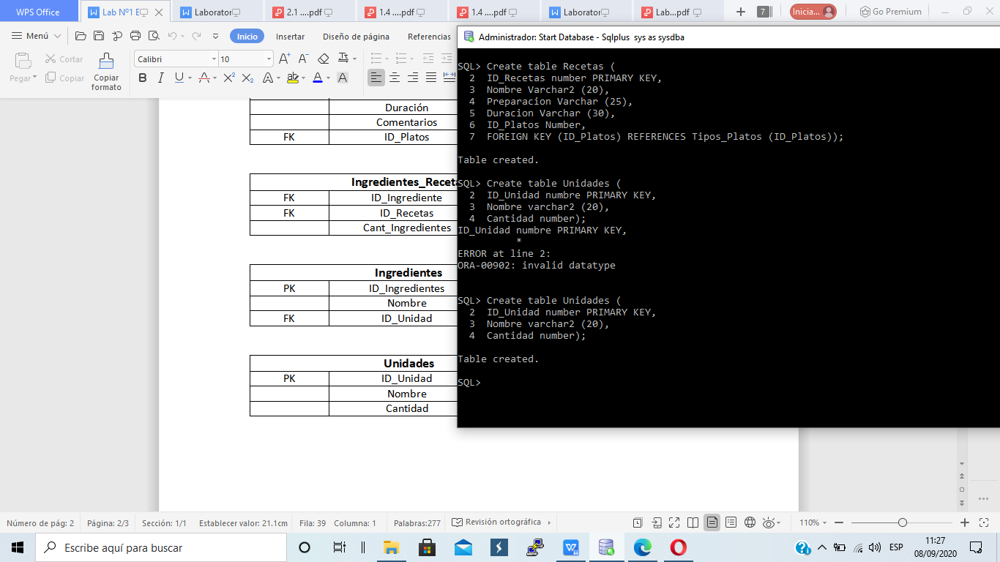 WPS Office
Lab Nº1 E
Laborator
2.1 ....pdf
1.4 ....pdf
1.4 ....pdf
Laborator
Lab...pdf
7
Inicia...
Go Premium
Menú
Inicio
Insertar
Diseño de página
Referencias
Pegar
Cortar
Copiar
Copiar
formato
Calibri
10
Duración
Comentarios
FK ID_Platos
Ingredientes_Recet
FK ID_Ingrediente
FK ID_Recetas
Cant_Ingredientes
Ingredientes
PK ID_Ingredientes
Nombre
FK ID_Unidad
Unidades
PK ID_Unidad
Nombre
Cantidad
Administrador: Start Database - Sqlplus sys as sysdba
SQL> Create table Recetas (
2 ID_Recetas number PRIMARY KEY,
3 Nombre Varchar2 (20),
4 Preparacion Varchar (25),
5 Duracion Varchar (30),
6 ID_Platos Number,
7 FOREIGN KEY (ID_Platos) REFERENCES Tipos_Platos (ID_Platos));
Table created.
SQL> Create table Unidades (
2 ID_Unidad numbre PRIMARY KEY,
3 Nombre varchar2 (20),
4 Cantidad number);
ID_Unidad numbre PRIMARY KEY,
*
ERROR at line 2:
ORA-00902: invalid datatype
SQL> Create table Unidades (
2 ID_Unidad number PRIMARY KEY,
3 Nombre varchar2 (20),
4 Cantidad number);
Table created.
SQL>
Número de pág: 2
Página: 2/3
Sección: 1/1
Establecer valor: 21.1cm
Fila: 39
Columna: 1
Palabras:277
Revisión ortográfica
110%
Escribe aquí para buscar
ESP
11:27
08/09/2020